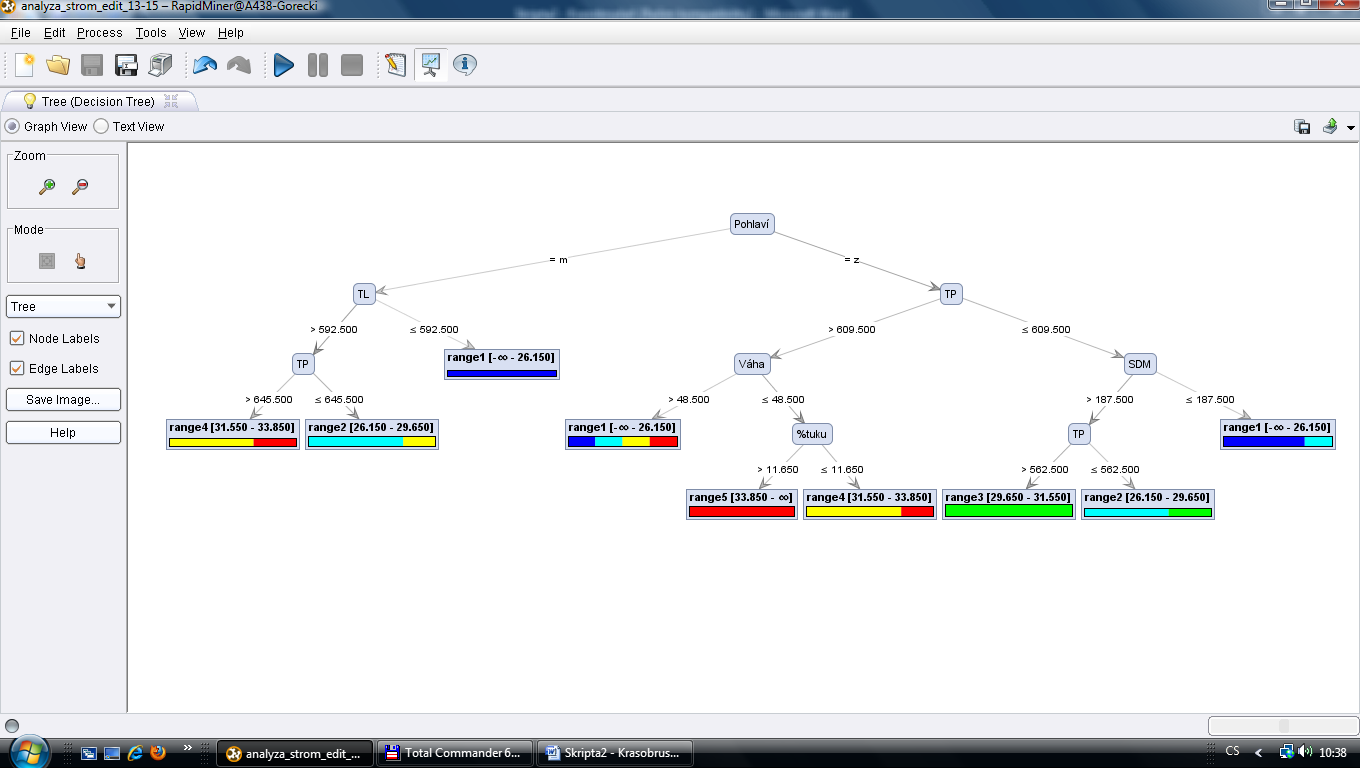 analyza_strom_edit_13-15 – RapidMiner@A438-Gorecki
File Edit Process Tools View Help
Tree (Decision Tree)
Graph View Text View
Zoom
Mode
Tree
Node Labels
Edge Labels
Save Image...
Help
Pohlaví
= m = z
TL TP
> 592.500 ≤ 592.500 > 609.500 ≤ 609.500
TP range1 [-∞ - 26.150] Váha SDM
> 645.500 ≤ 645.500 > 48.500 ≤ 48.500 > 187.500 ≤ 187.500
range4 [31.550 - 33.850] range2 [26.150 - 29.650] range1 [-∞ - 26.150] %tuku TP range1 [-∞ - 26.150]
> 11.650 ≤ 11.650 > 562.500 ≤ 562.500
range5 [33.850 - ∞] range4 [31.550 - 33.850] range3 [29.650 - 31.550] range2 [26.150 - 29.650]
» analyza_strom_edit_... Total Commander 6... Skripta2 - Krasobrus... CS 10:38